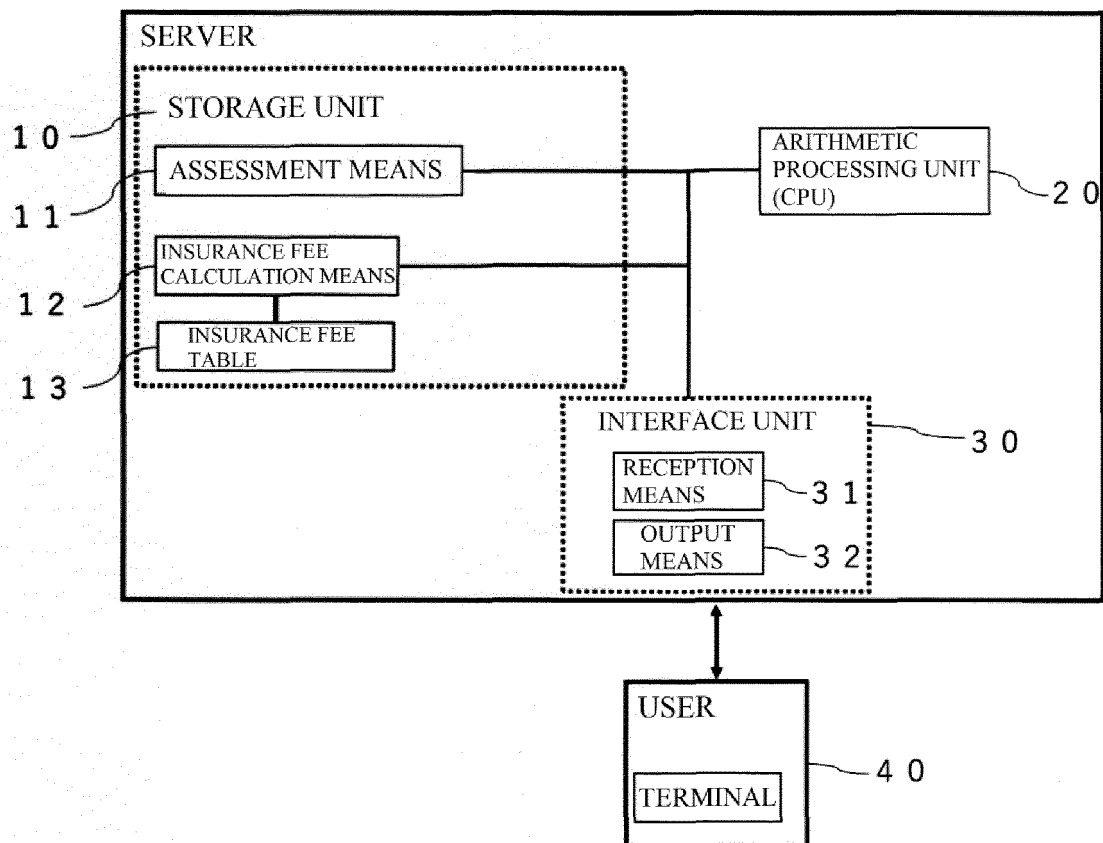 SERVER
STORAGE UNIT
10
ASSESSMENT MEANS
11
ARITHMETIC
PROCESSING UNIT
(CPU)
20
INSURANCE FEE
CALCULATION MEANS
12
INSURANCE FEE
TABLE
13
INTERFACE UNIT
30
RECEPTION
MEANS
31
OUTPUT
MEANS
32
USER
40
TERMINAL